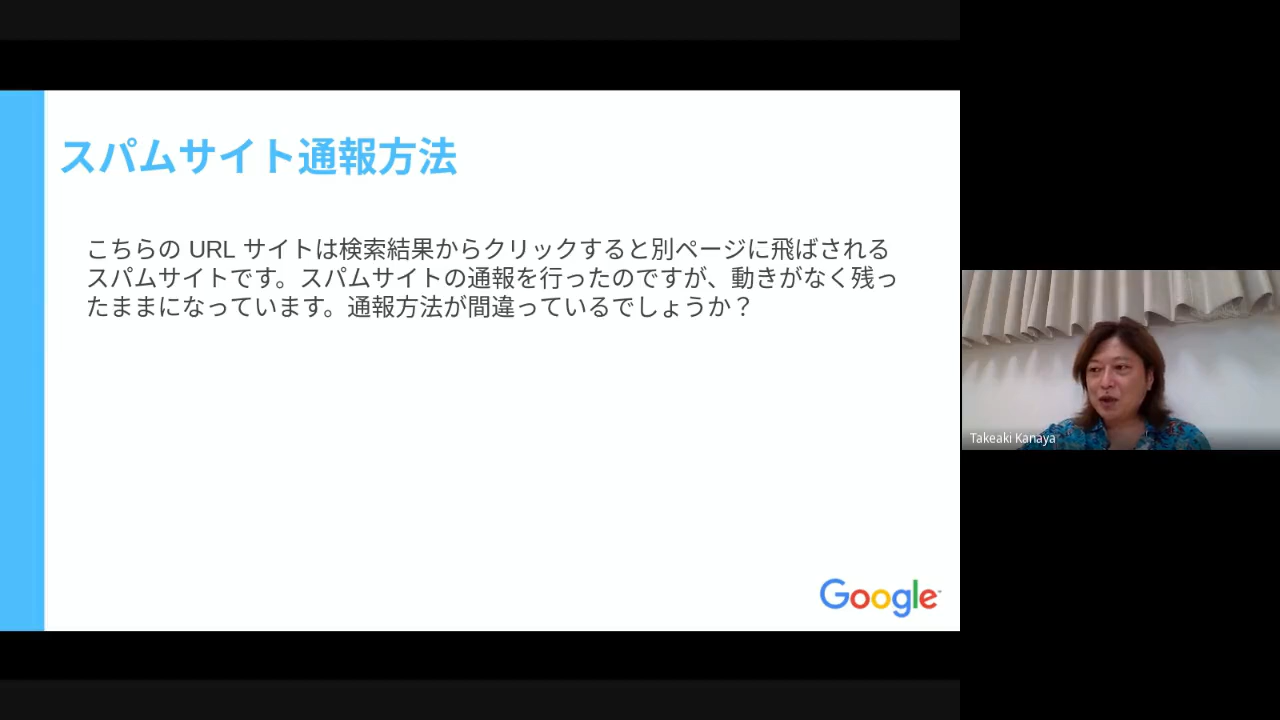 スパムサイト通報方法
こちらの URL サイトは検索結果からクリックすると別ページに飛ばされる
スパムサイトです。スパムサイトの通報を行ったのですが、動きがなく残っ
たままになっています。通報方法が間違っているでしょうか？
Takeaki Kanaya
Google